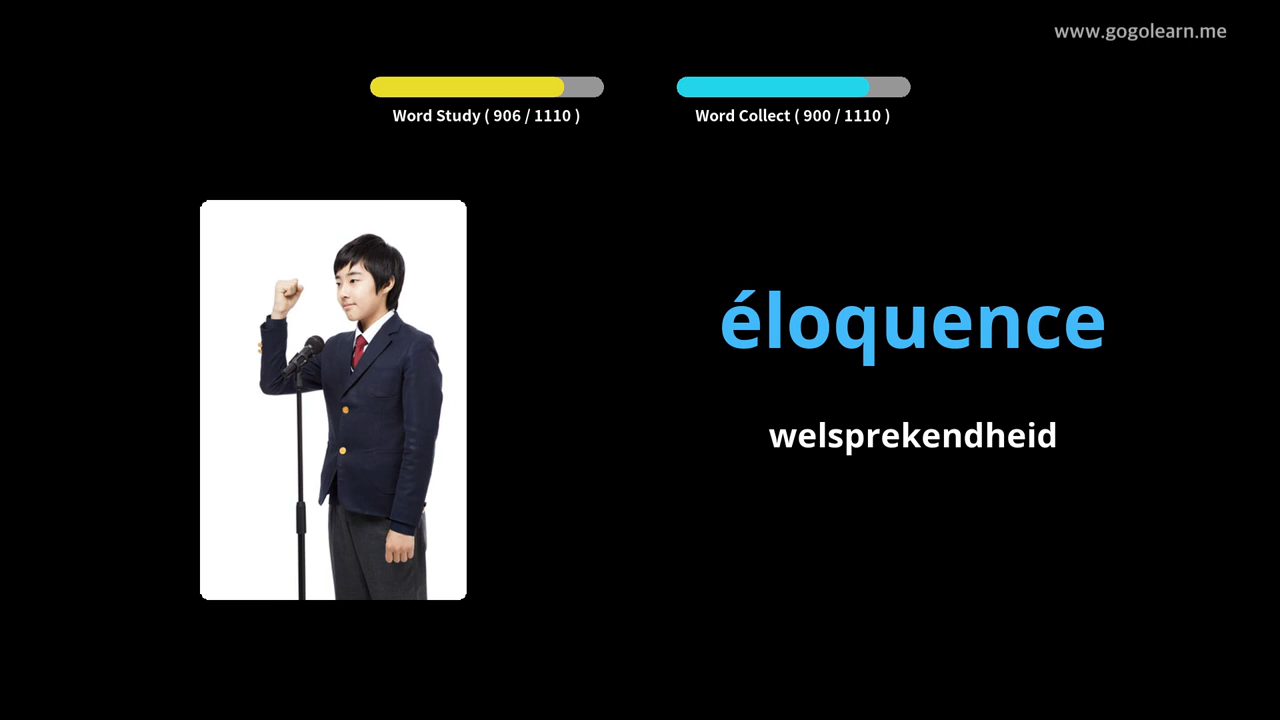 www.gogolearn.me
Word Study ( 906 / 1110 )
Word Collect ( 900 / 1110 )
éloquence
welsprekendheid